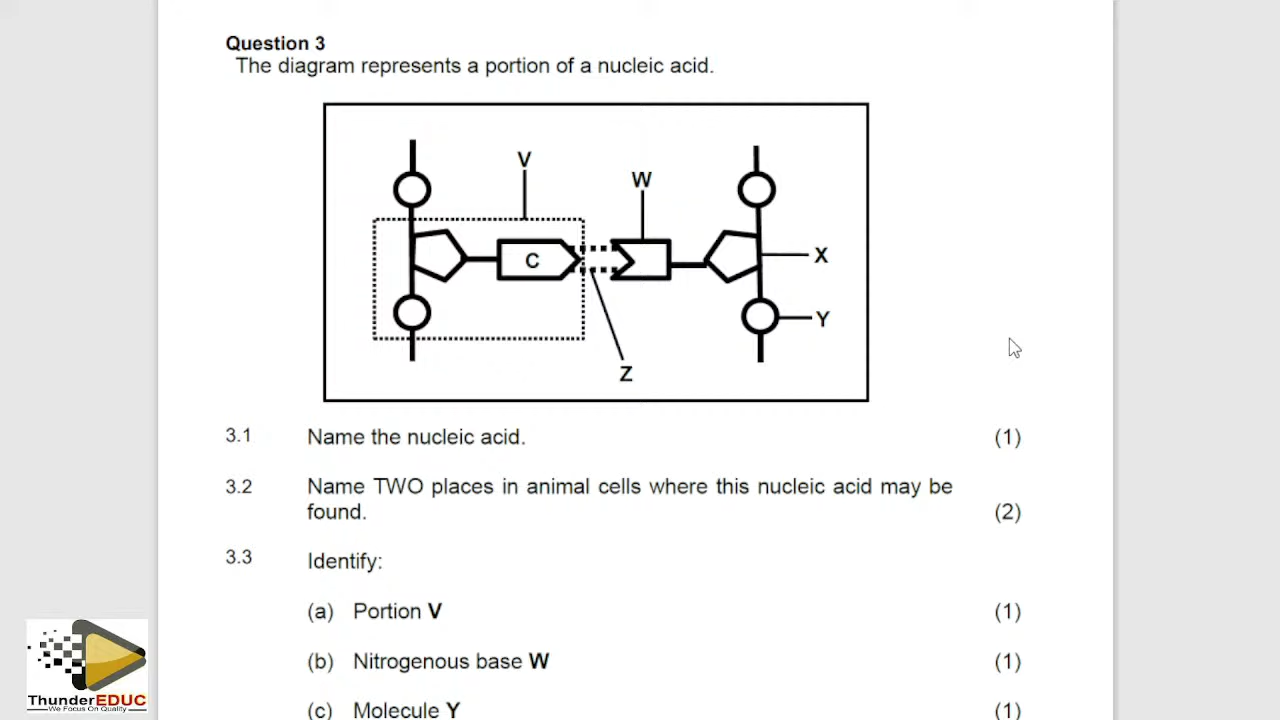 Question 3
The diagram represents a portion of a nucleic acid.
V
W
C
X
Y
Z
3.1 Name the nucleic acid. (1)
3.2 Name TWO places in animal cells where this nucleic acid may be
found. (2)
3.3 Identify:
(a) Portion V (1)
(b) Nitrogenous base W (1)
(c) Molecule Y (1)
ThunderEDUC
We Focus On Quality